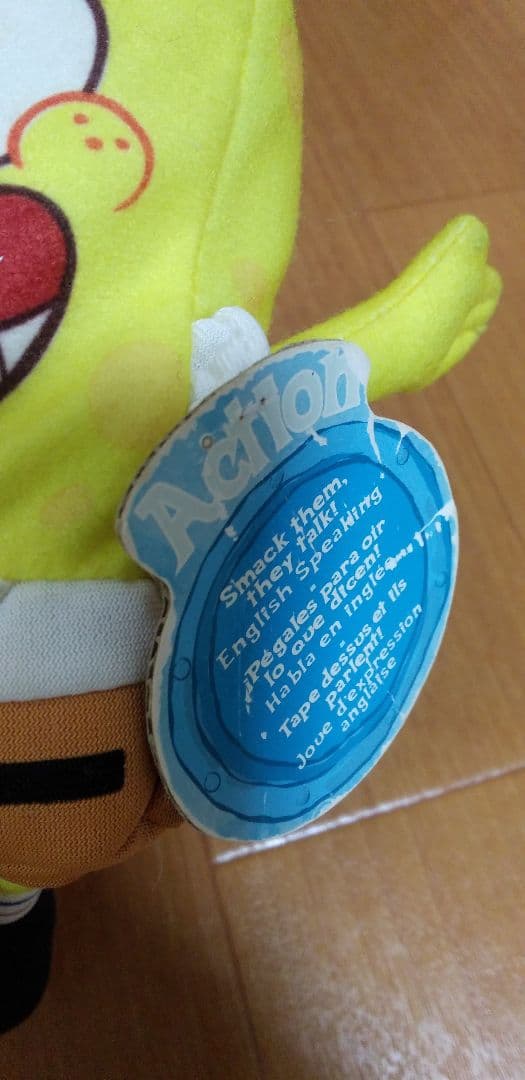 Action
Smack them,
they talk!
English Speaking
¡Pégales para oir
lo que dicen!
Habla en inglés
Tape dessus et ils
Parlent!
Joue d'expression
anglaise